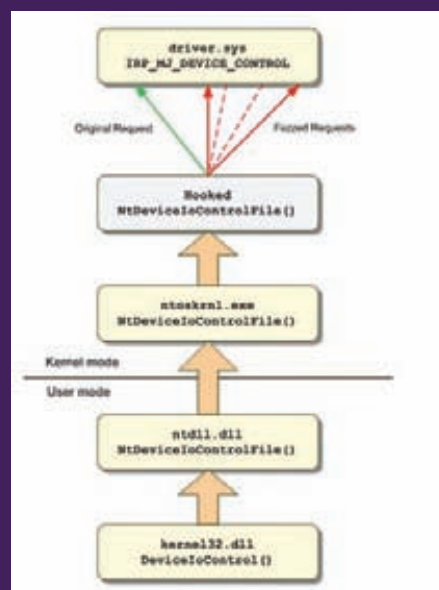 driver.sys
IRP_MJ_DEVICE_CONTROL
Original Request
Fuzzed Requests
Hooked
NtDeviceIoControlFile()
ntoskrnl.exe
NtDeviceIoControlFile()
Kernel mode
User mode
ntdll.dll
NtDeviceIoControlFile()
kernel32.dll
DeviceIoControl()